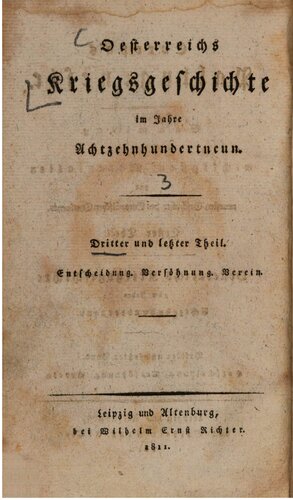 Oesterreichs
Kriegsgeschichte
im Jahre
Achtzehnhundertneun.
3
Dritter und letzter Theil.
Entscheidung. Versöhnung. Verein.
Leipzig und Altenburg,
bei Wilhelm Ernst Richter.
1811.